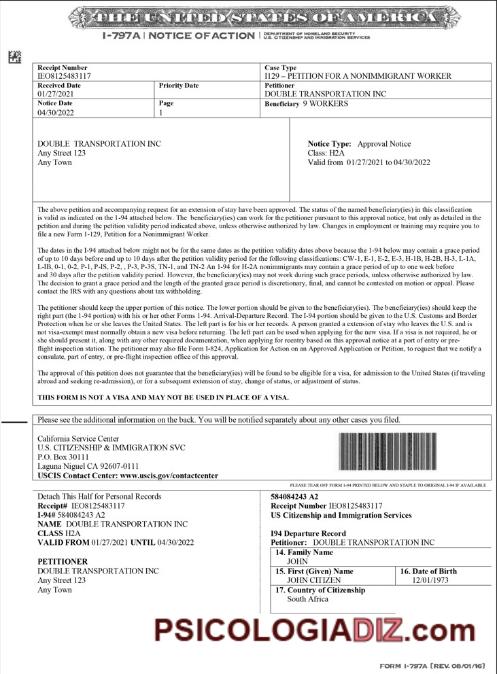 THE UNITED STATES OF AMERICA
I-797A | NOTICE OF ACTION | DEPARTMENT OF HOMELAND SECURITY
U.S. CITIZENSHIP AND IMMIGRATION SERVICES
Receipt Number
IEO8125483117
Case Type
I129 – PETITION FOR A NONIMMIGRANT WORKER
Received Date
01/27/2021
Priority Date
Petitioner
DOUBLE TRANSPORTATION INC
Notice Date
04/30/2022
Page
1
Beneficiary 9 WORKERS
DOUBLE TRANSPORTATION INC
Any Street 123
Any Town
Notice Type: Approval Notice
Class: H2A
Valid from 01/27/2021 to 04/30/2022
The above petition and accompanying request for an extension of stay have been approved. The status of the named beneficiary(ies) in this classification
is valid as indicated on the 1-94 attached below. The beneficiary(ies) can work for the petitioner pursuant to this approval notice, but only as detailed in the
petition and during the petition validity period indicated above, unless otherwise authorized by law. Changes in employment or training may require you to
file a new Form 1-129, Petition for a Nonimmigrant Worker.
The dates in the I-94 attached below might not be for the same dates as the petition validity dates above because the 1-94 below may contain a grace period
of up to 10 days before and up to 10 days after the petition validity period for the following classifications: CW-1, E-1, E-2, E-3, H-1B, H-2B, H-3, L-1A,
L-IB, 0-1, 0-2, P-1, P-IS, P-2, , P-3, P-3S, TN-1, and TN-2 An 1-94 for H-2A nonimmigrants may contain a grace period of up to one week before
and 30 days after the petition validity period. However, the beneficiary(ies) may not work during such grace periods, unless otherwise authorized by law.
The decision to grant a grace period and the length of the granted grace period is discretionary, final, and cannot be contested on motion or appeal. Please
contact the IRS with any questions about tax withholding.
The petitioner should keep the upper portion of this notice. The lower portion should be given to the beneficiary(ies). The beneficiary(ies) should keep the
right part (the 1-94 portion) with his or her other Forms 1-94. Arrival-Departure Record. The I-94 portion should be given to the U.S. Customs and Border
Protection when he or she leaves the United States. The left part is for his or her records. A person granted a extension of stay who leaves the U.S. and is
not visa-exempt must normally obtain a new visa before returning. The left part can be used when applying for the new visa. If a visa is not required, he or
she should present it, along with any other required documentation, when applying for reentry based on this approval notice at a port of entry or pre-
flight inspection station. The petitioner may also file Form 1-824, Application for Action on an Approved Application or Petition, to request that we notify a
consulate, part of entry, or pre-flight inspection office of this approval.
The approval of this petition does not guarantee that the beneficiary(ies) will be found to be eligible for a visa, for admission to the United States (if traveling
abroad and seeking re-admission), or for a subsequent extension of stay, change of status, or adjustment of status.
THIS FORM IS NOT A VISA AND MAY NOT BE USED IN PLACE OF A VISA.
Please see the additional information on the back. You will be notified separately about any other cases you filed.
California Service Center
U.S. CITIZENSHIP & IMMIGRATION SVC
P.O. Box 30111
Laguna Niguel CA 92607-0111
USCIS Contact Center: www.uscis.gov/contactcenter
PLEASE TEAR OFF FORM 1-94 PRINTED BELOW AND STAPLE TO ORIGINAL 1-94 IF AVAILABLE
Detach This Half for Personal Records
Receipt# IEO8125483117
I-94# 584084243 A2
NAME DOUBLE TRANSPORTATION INC
CLASS H2A
VALID FROM 01/27/2021 UNTIL 04/30/2022
PETITIONER
DOUBLE TRANSPORTATION INC
Any Street 123
Any Town
584084243 A2
Receipt Number IEO8125483117
US Citizenship and Immigration Services
I94 Departure Record
Petitioner: DOUBLE TRANSPORTATION INC
14. Family Name
JOHN
15. First (Given) Name
JOHN CITIZEN
16. Date of Birth
12/01/1973
17. Country of Citizenship
South Africa
PSICOLOGIADIZ.com
FORM I-797A [REV. 08/01/16]